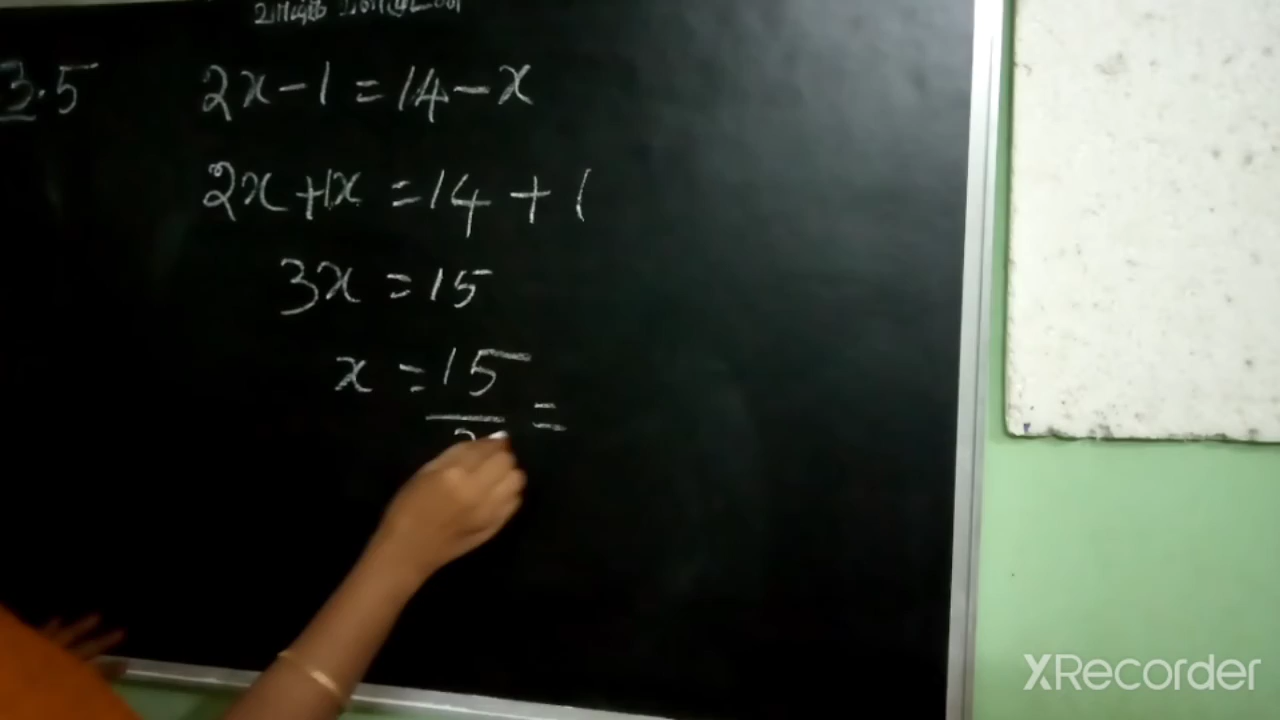 3.5 2x-1=14-x
2x+1x=14+1
3x=15
x=15
=
XRecorder